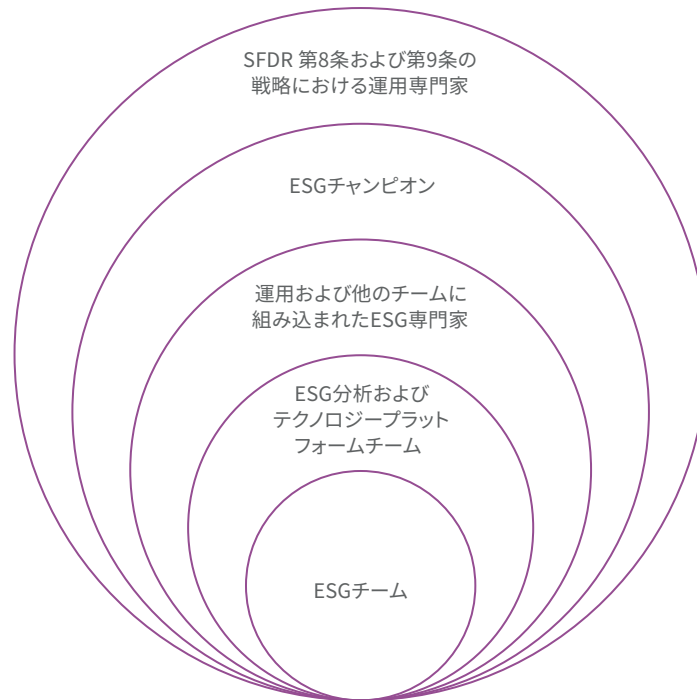 SFDR 第8条および第9条の
戦略における運用専門家
ESGチャンピオン
運用および他のチームに
組み込まれたESG専門家
ESG分析および
テクノロジープラット
フォームチーム
ESGチーム